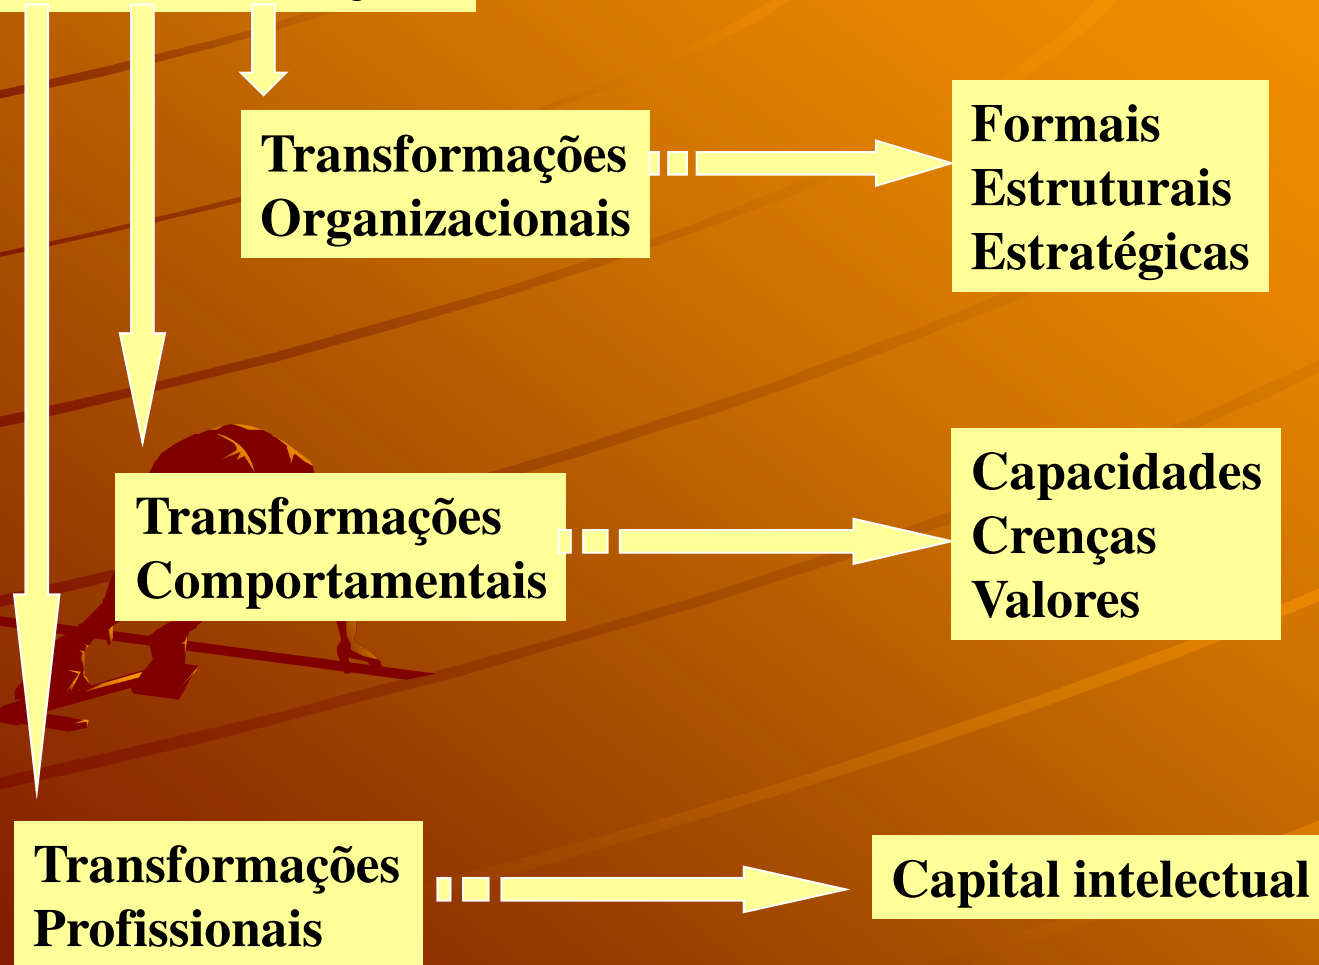 Transformações
Organizacionais
Formais
Estruturais
Estratégicas
Transformações
Comportamentais
Capacidades
Crenças
Valores
Transformações
Profissionais
Capital intelectual